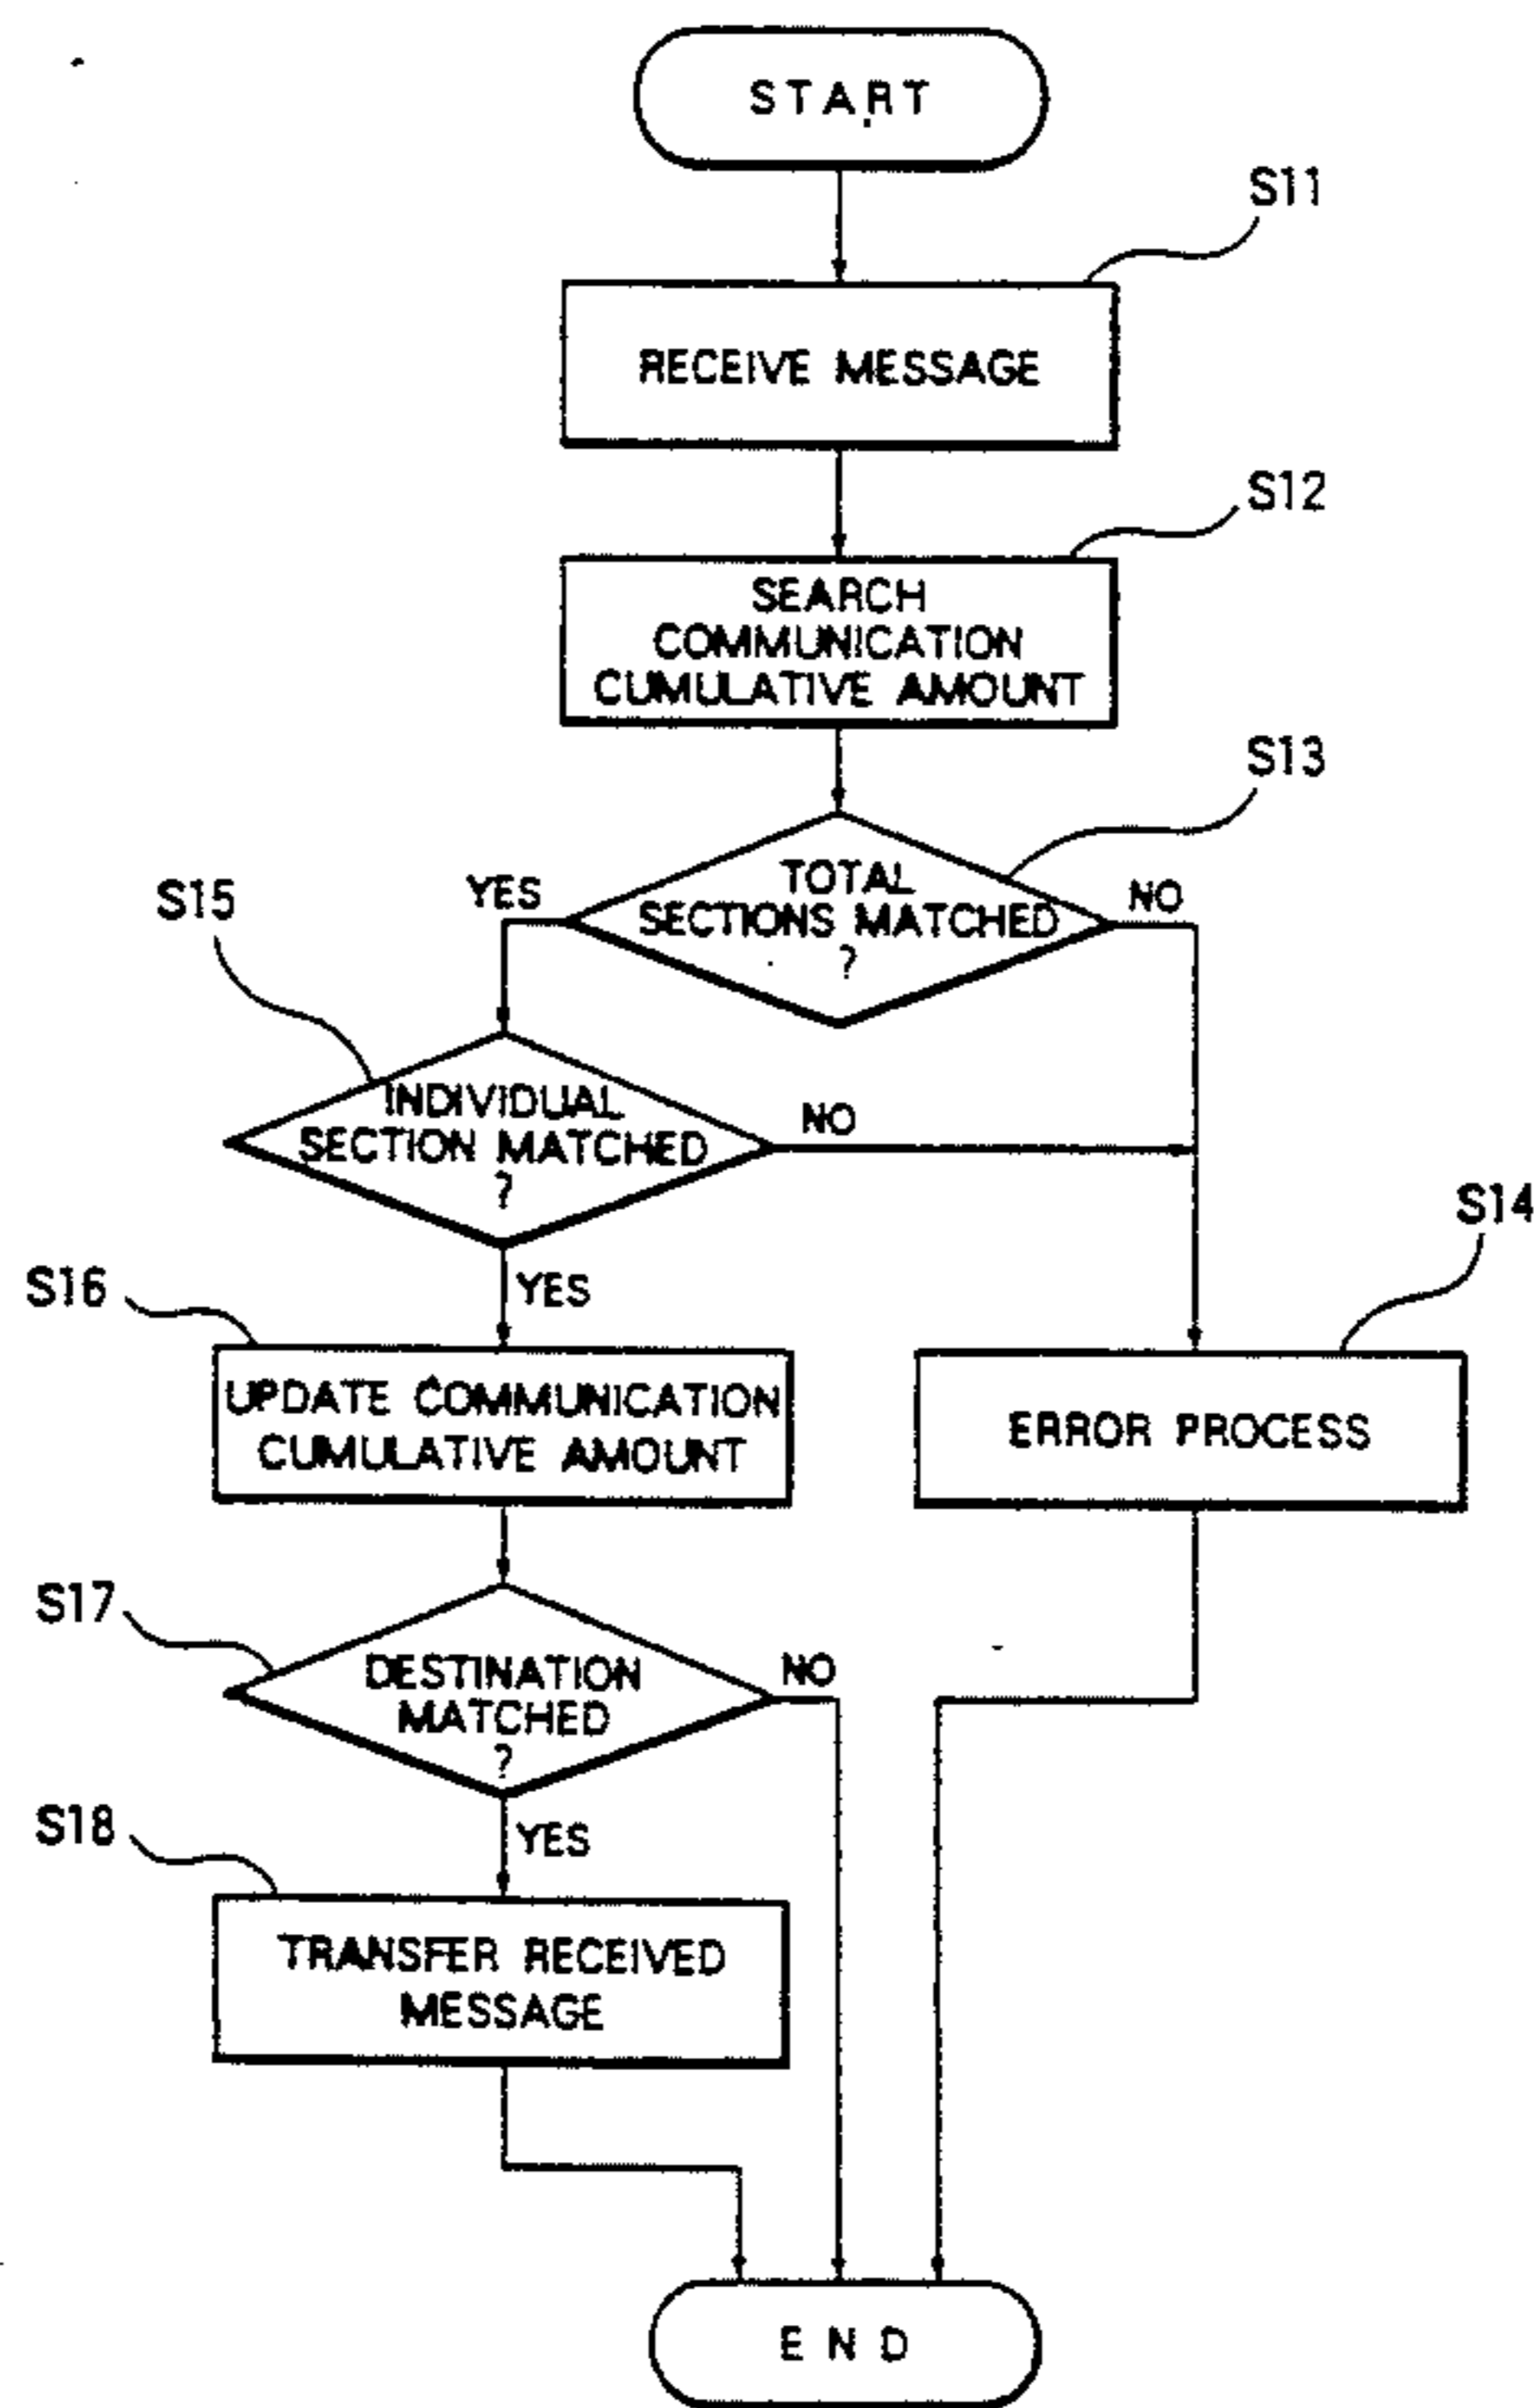 START
S11
RECEIVE MESSAGE
S12
SEARCH
COMMUNICATION
CUMULATIVE AMOUNT
S13
TOTAL
SECTIONS MATCHED
?
YES
NO
S15
INDIVIDUAL
SECTION MATCHED
?
NO
YES
S14
ERROR PROCESS
S16
UPDATE COMMUNICATION
CUMULATIVE AMOUNT
S17
DESTINATION
MATCHED
?
NO
YES
S18
TRANSFER RECEIVED
MESSAGE
END